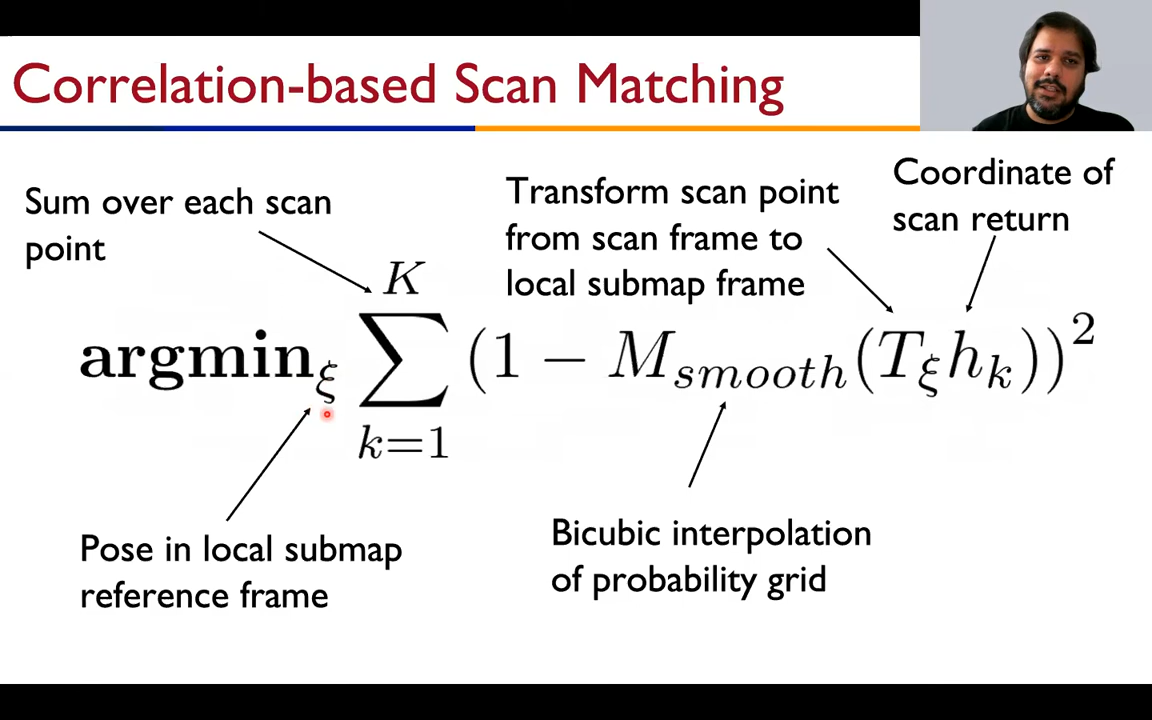 Correlation-based Scan Matching
Sum over each scan
point
Transform scan point
from scan frame to
local submap frame
Coordinate of
scan return
argmin_ξ ∑_{k=1}^{K} (1 − M_{smooth}(T_ξ h_k))^2
Pose in local submap
reference frame
Bicubic interpolation
of probability grid